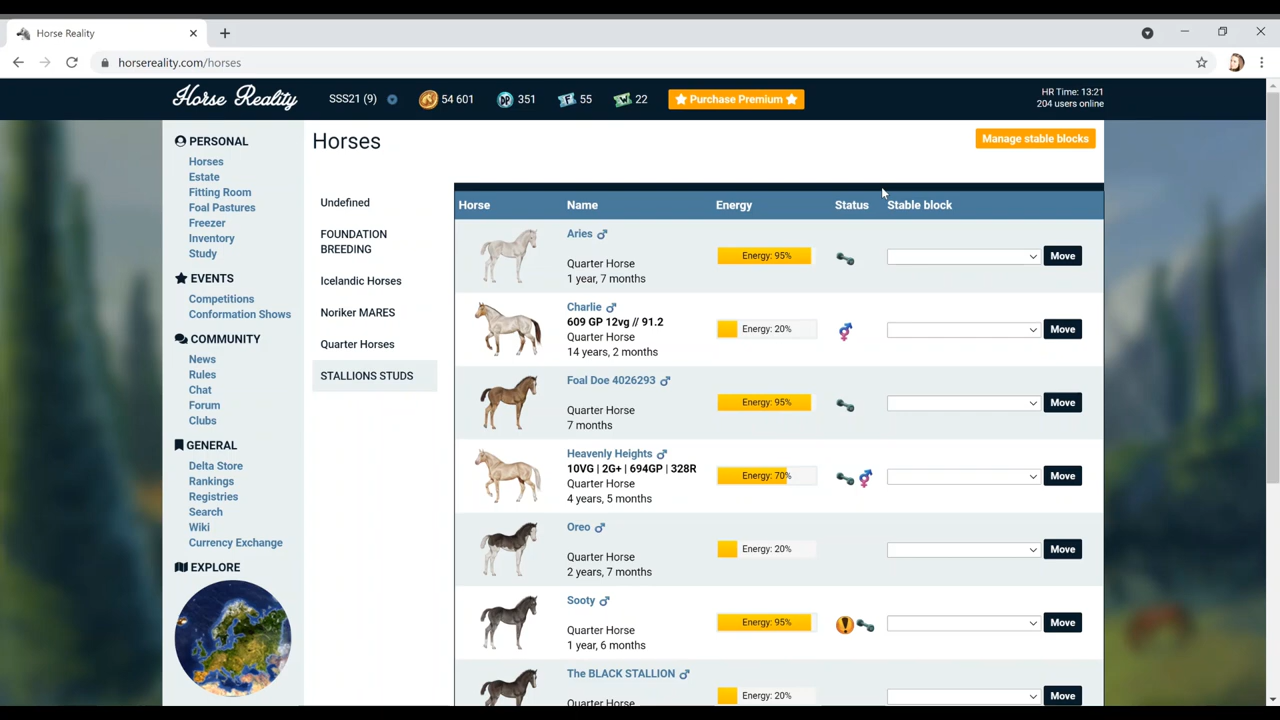 Horse Reality
horsereality.com/horses
Horse Reality
SSS21 (9)
54 601
DP
351
F
55
W
22
Purchase Premium
HR Time: 13:21
204 users online
PERSONAL
Horses
Estate
Fitting Room
Foal Pastures
Freezer
Inventory
Study
EVENTS
Competitions
Conformation Shows
COMMUNITY
News
Rules
Chat
Forum
Clubs
GENERAL
Delta Store
Rankings
Registries
Search
Wiki
Currency Exchange
EXPLORE
Horses
Manage stable blocks
Undefined
FOUNDATION
BREEDING
Icelandic Horses
Noriker MARES
Quarter Horses
STALLIONS STUDS
Horse Name Energy Status Stable block
Aries
Quarter Horse
1 year, 7 months
Energy: 95%
Move
Charlie
609 GP 12vg // 91.2
Quarter Horse
14 years, 2 months
Energy: 20%
Move
Foal Doe 4026293
Quarter Horse
7 months
Energy: 95%
Move
Heavenly Heights
10VG | 2G+ | 694GP | 328R
Quarter Horse
4 years, 5 months
Energy: 70%
Move
Oreo
Quarter Horse
2 years, 7 months
Energy: 20%
Move
Sooty
Quarter Horse
1 year, 6 months
Energy: 95%
Move
The BLACK STALLION
Quarter Horse
Energy: 20%
Move